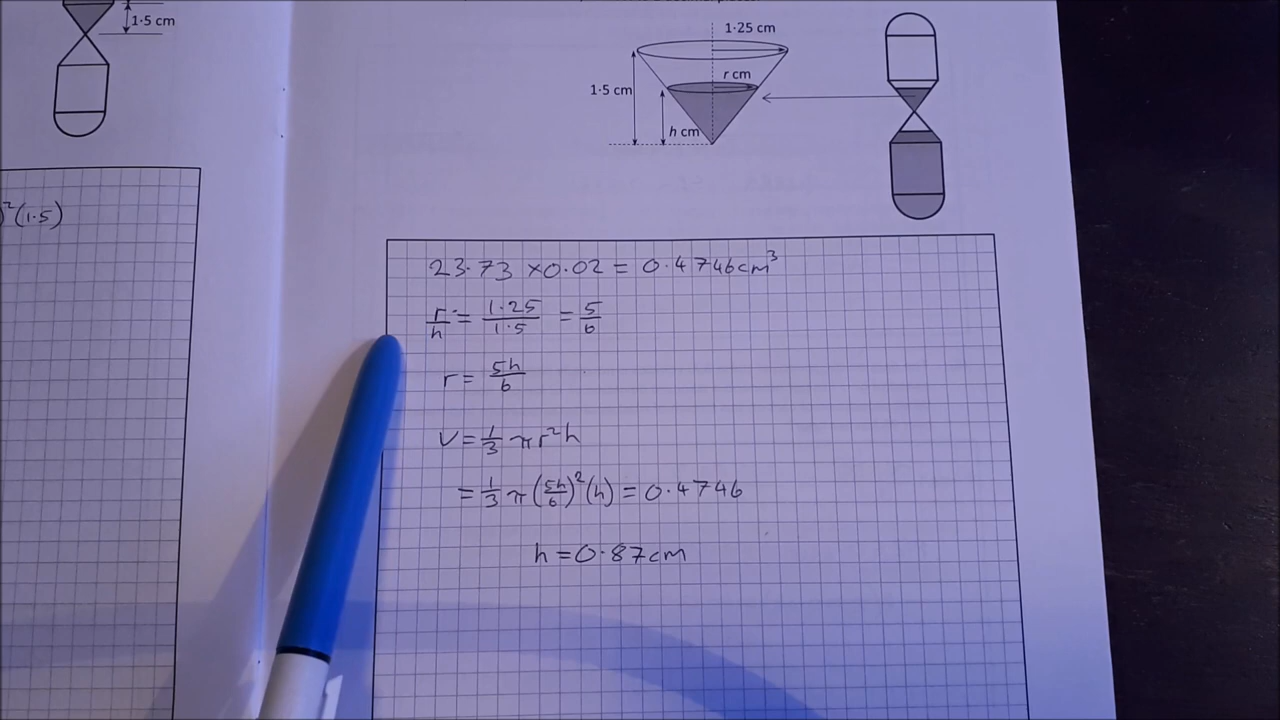 1·5 cm
1·25 cm
r cm
1·5 cm
h cm
)²(1·5)
23·73 × 0·02 = 0·4746cm³
r/h = 1·25/1·5 = 5/6
r = 5h/6
V = 1/3 πr²h
= 1/3 π(5h/6)²(h) = 0·4746
h = 0·87cm